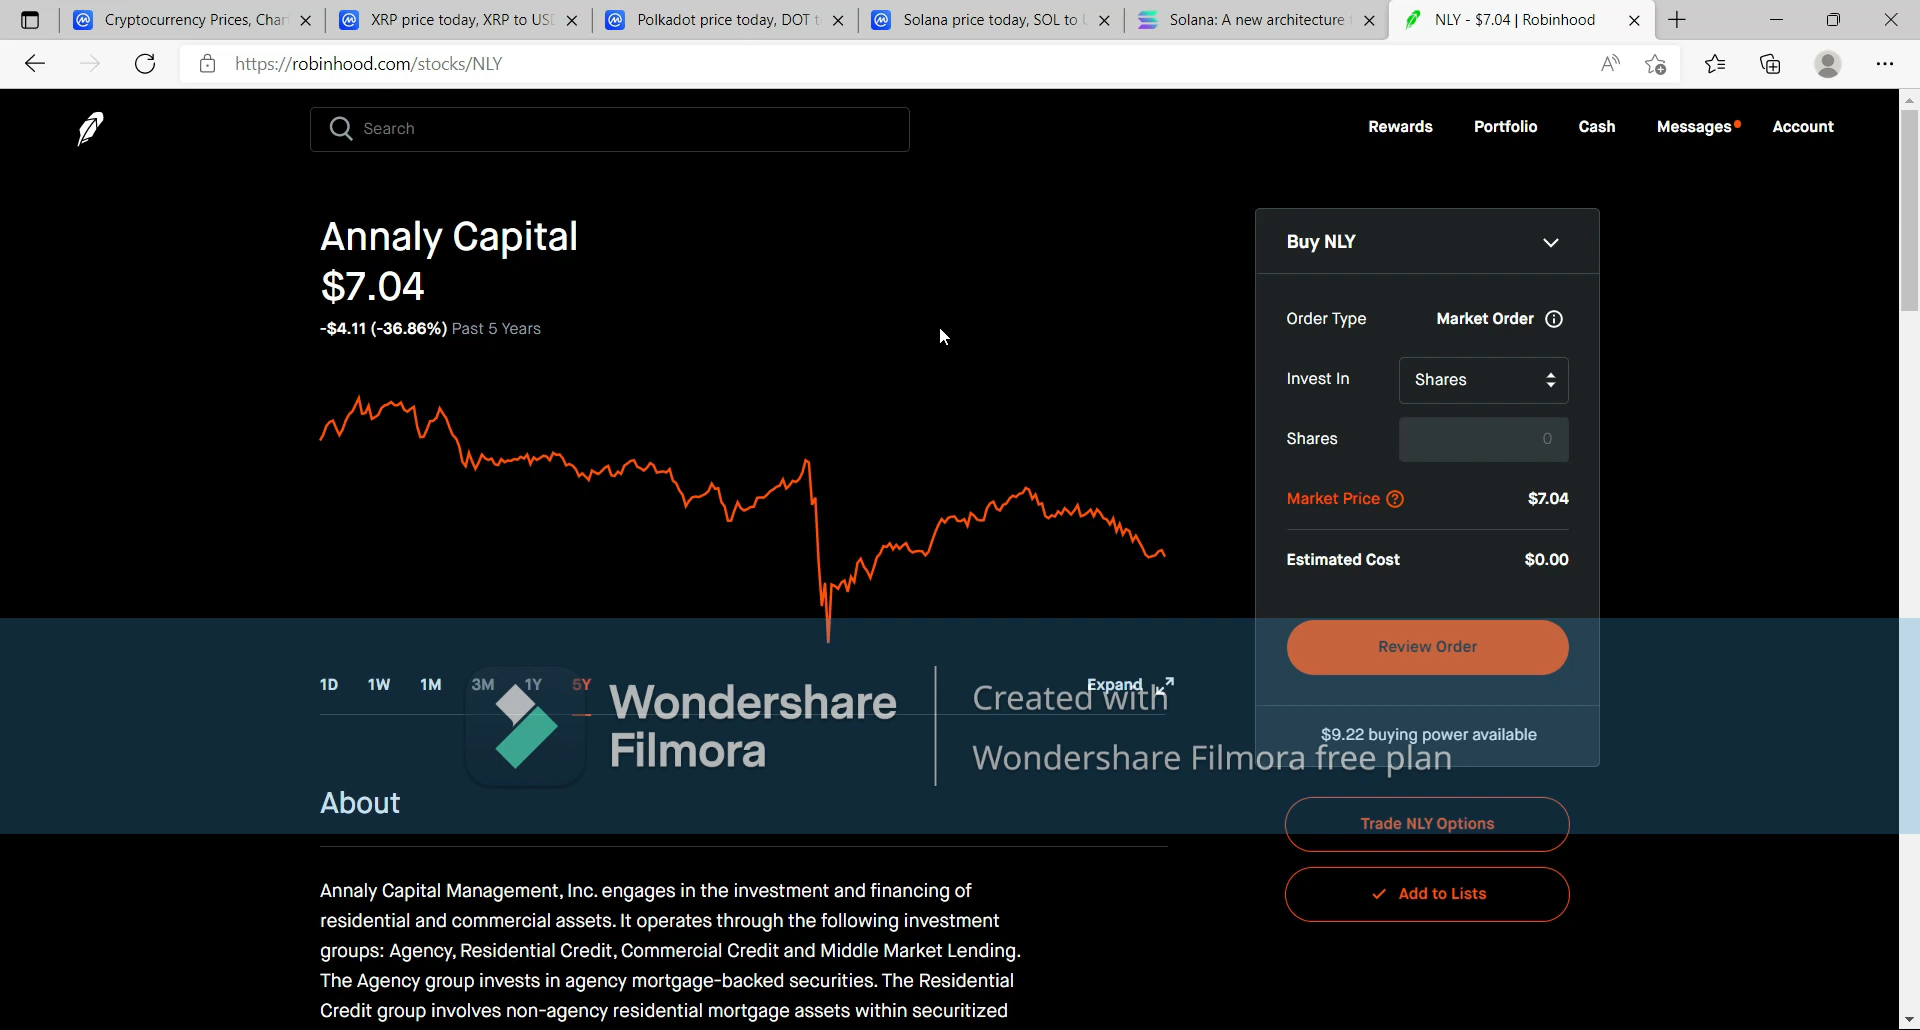 Cryptocurrency Prices, Char
XRP price today, XRP to USD
Polkadot price today, DOT t
Solana price today, SOL to U
Solana: A new architecture f
NLY - $7.04 | Robinhood
https://robinhood.com/stocks/NLY
Search
Rewards
Portfolio
Cash
Messages
Account
Annaly Capital
$7.04
-$4.11 (-36.86%) Past 5 Years
Buy NLY
Order Type
Market Order
Invest In
Shares
Shares
0
Market Price
$7.04
Estimated Cost
$0.00
Review Order
$9.22 buying power available
1D 1W 1M 3M 1Y 5Y
Expand
Wondershare
Filmora
Created with
Wondershare Filmora free plan
Trade NLY Options
Add to Lists
About
Annaly Capital Management, Inc. engages in the investment and financing of
residential and commercial assets. It operates through the following investment
groups: Agency, Residential Credit, Commercial Credit and Middle Market Lending.
The Agency group invests in agency mortgage-backed securities. The Residential
Credit group involves non-agency residential mortgage assets within securitized